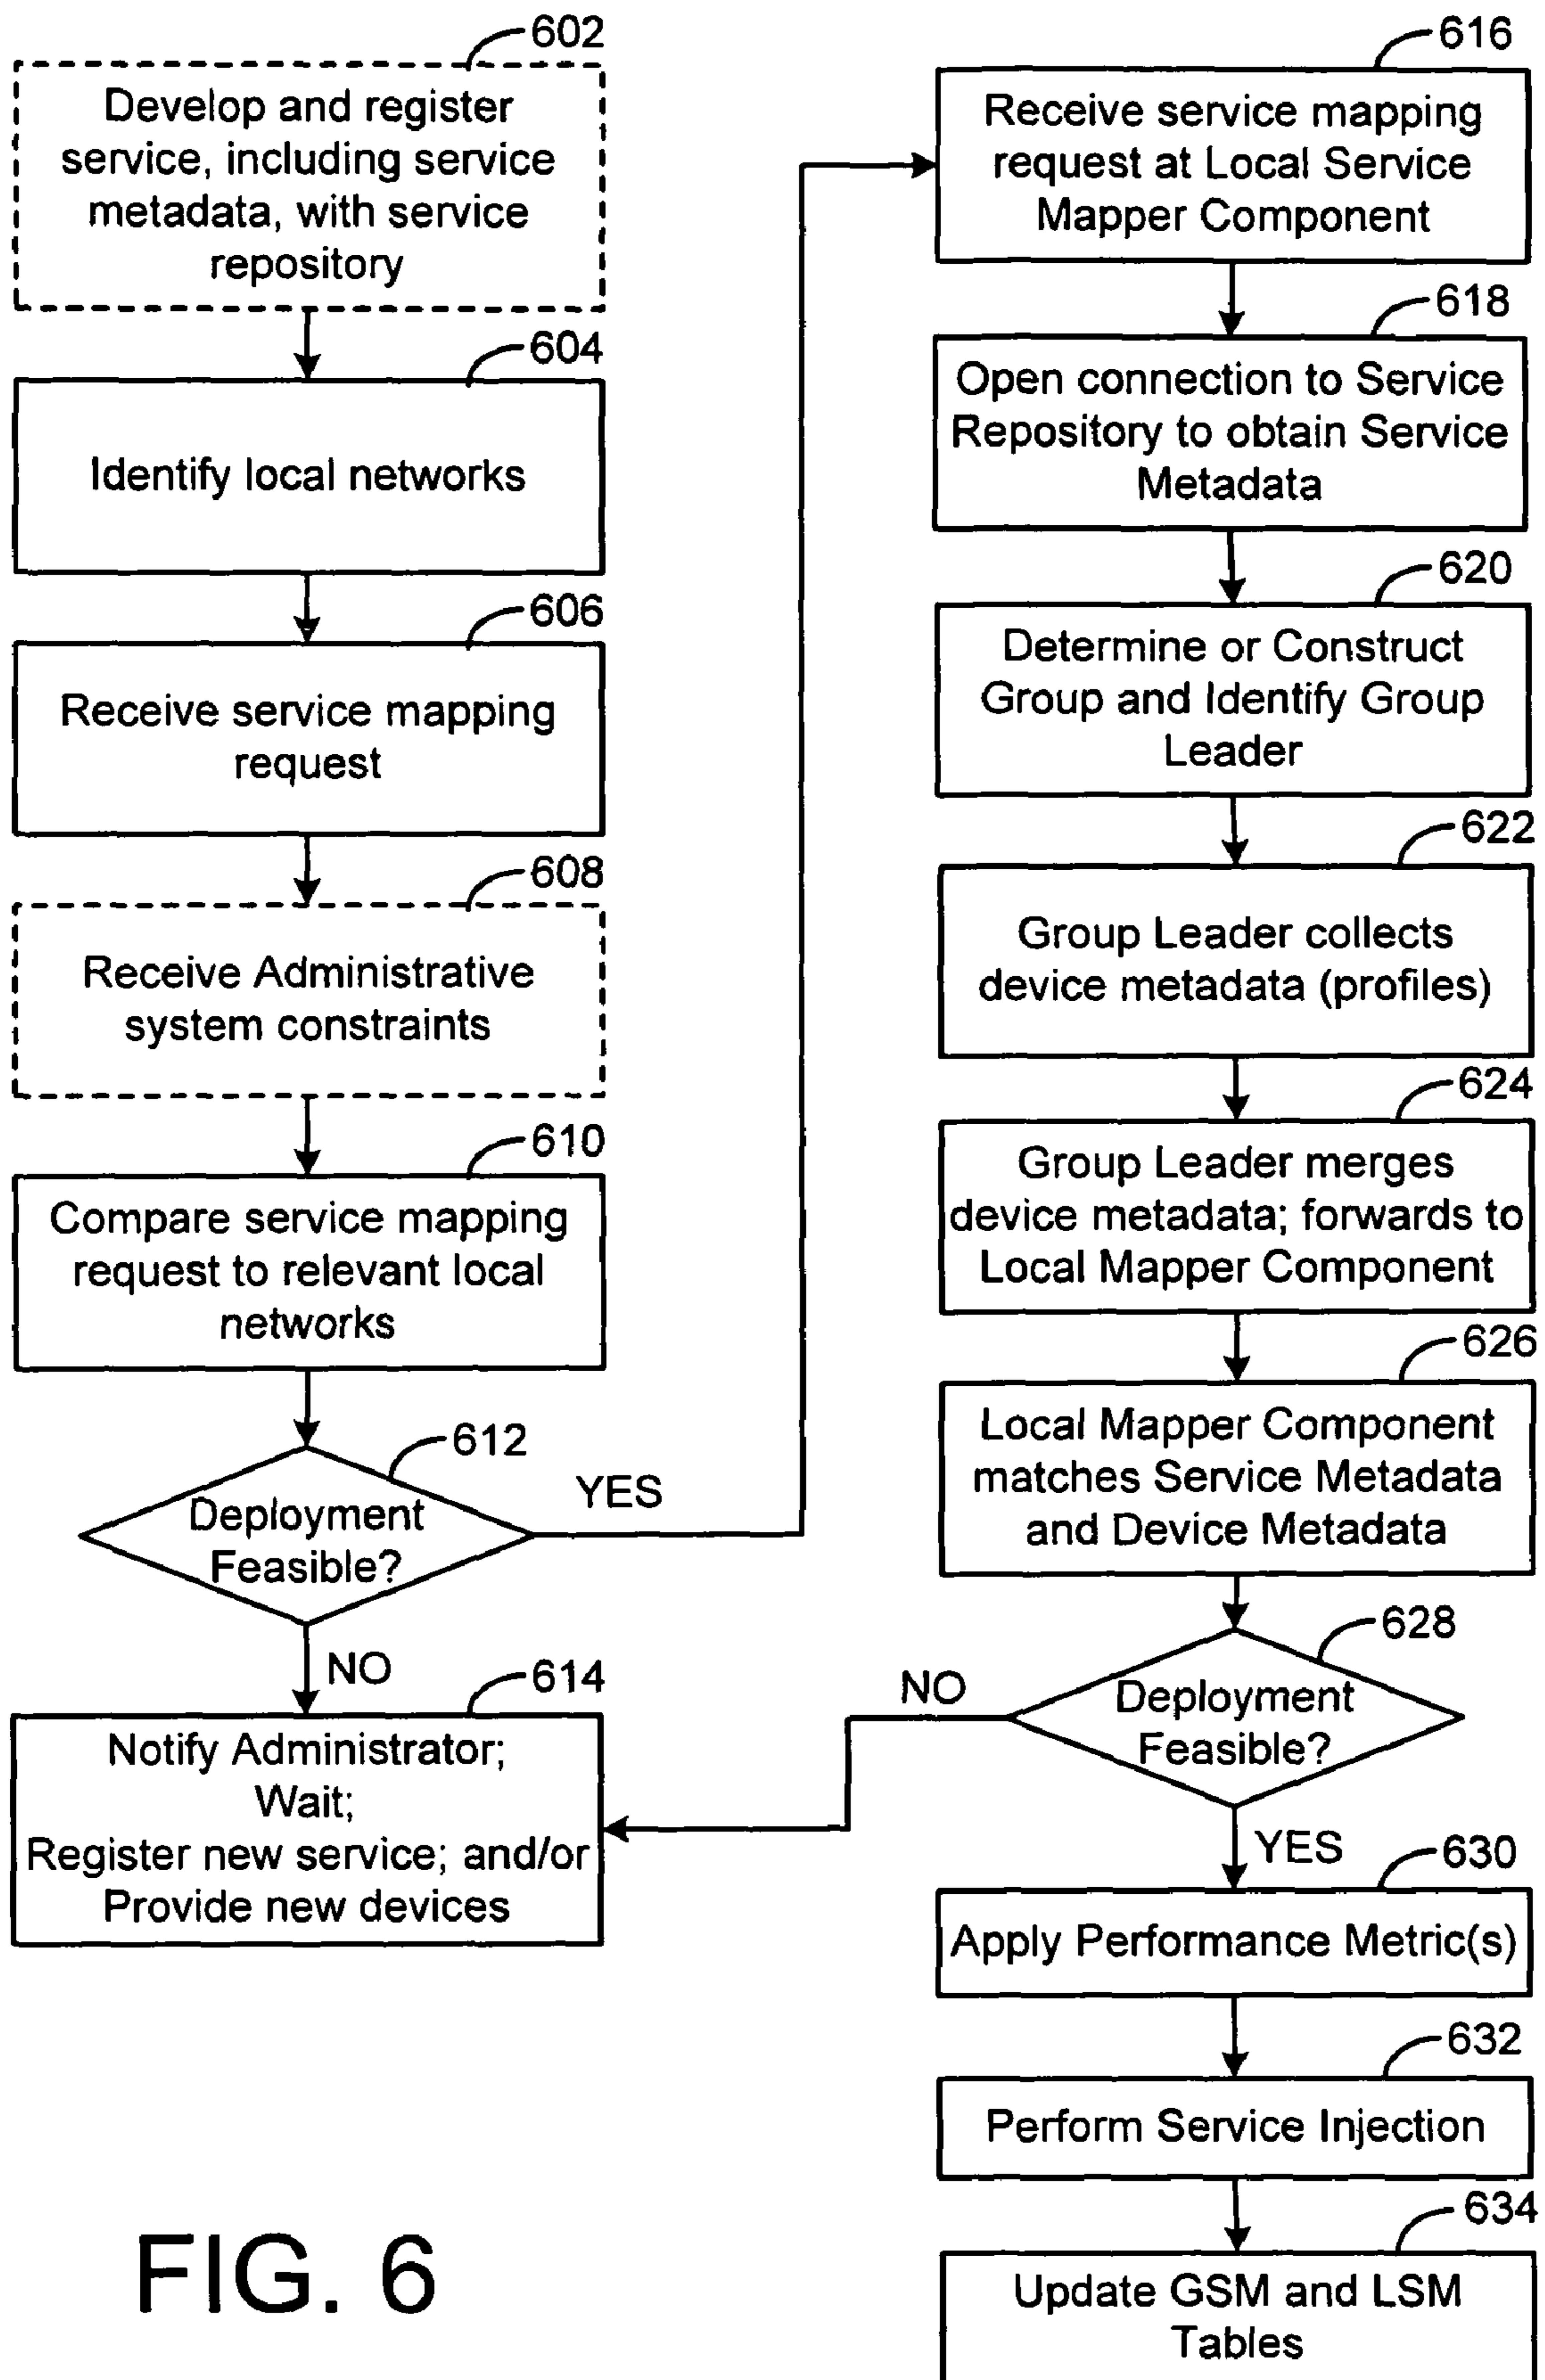 602
Develop and register
service, including service
metadata, with service
repository
604
Identify local networks
606
Receive service mapping
request
608
Receive Administrative
system constraints
610
Compare service mapping
request to relevant local
networks
612
Deployment
Feasible?
YES
NO
614
Notify Administrator;
Wait;
Register new service; and/or
Provide new devices
616
Receive service mapping
request at Local Service
Mapper Component
618
Open connection to Service
Repository to obtain Service
Metadata
620
Determine or Construct
Group and Identify Group
Leader
622
Group Leader collects
device metadata (profiles)
624
Group Leader merges
device metadata; forwards to
Local Mapper Component
626
Local Mapper Component
matches Service Metadata
and Device Metadata
628
Deployment
Feasible?
NO
YES
630
Apply Performance Metric(s)
632
Perform Service Injection
634
Update GSM and LSM
Tables
FIG. 6